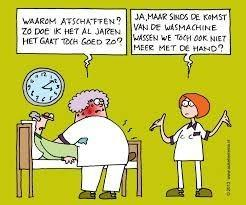 WAAROM AFSCHAFFEN?
ZO DOE IK HET AL JAREN.
HET GAAT TOCH GOED ZO?
JA, MAAR SINDS DE KOMST
VAN DE WASMACHINE
WASSEN WE TOCH OOK NIET
MEER MET DE HAND?